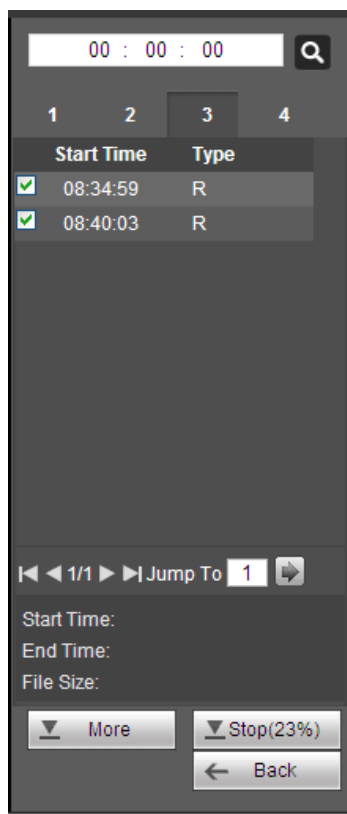 00 : 00 : 00
1 2 3 4
Start Time Type
08:34:59 R
08:40:03 R
1/1 Jump To 1
Start Time:
End Time:
File Size:
More Stop(23%)
Back